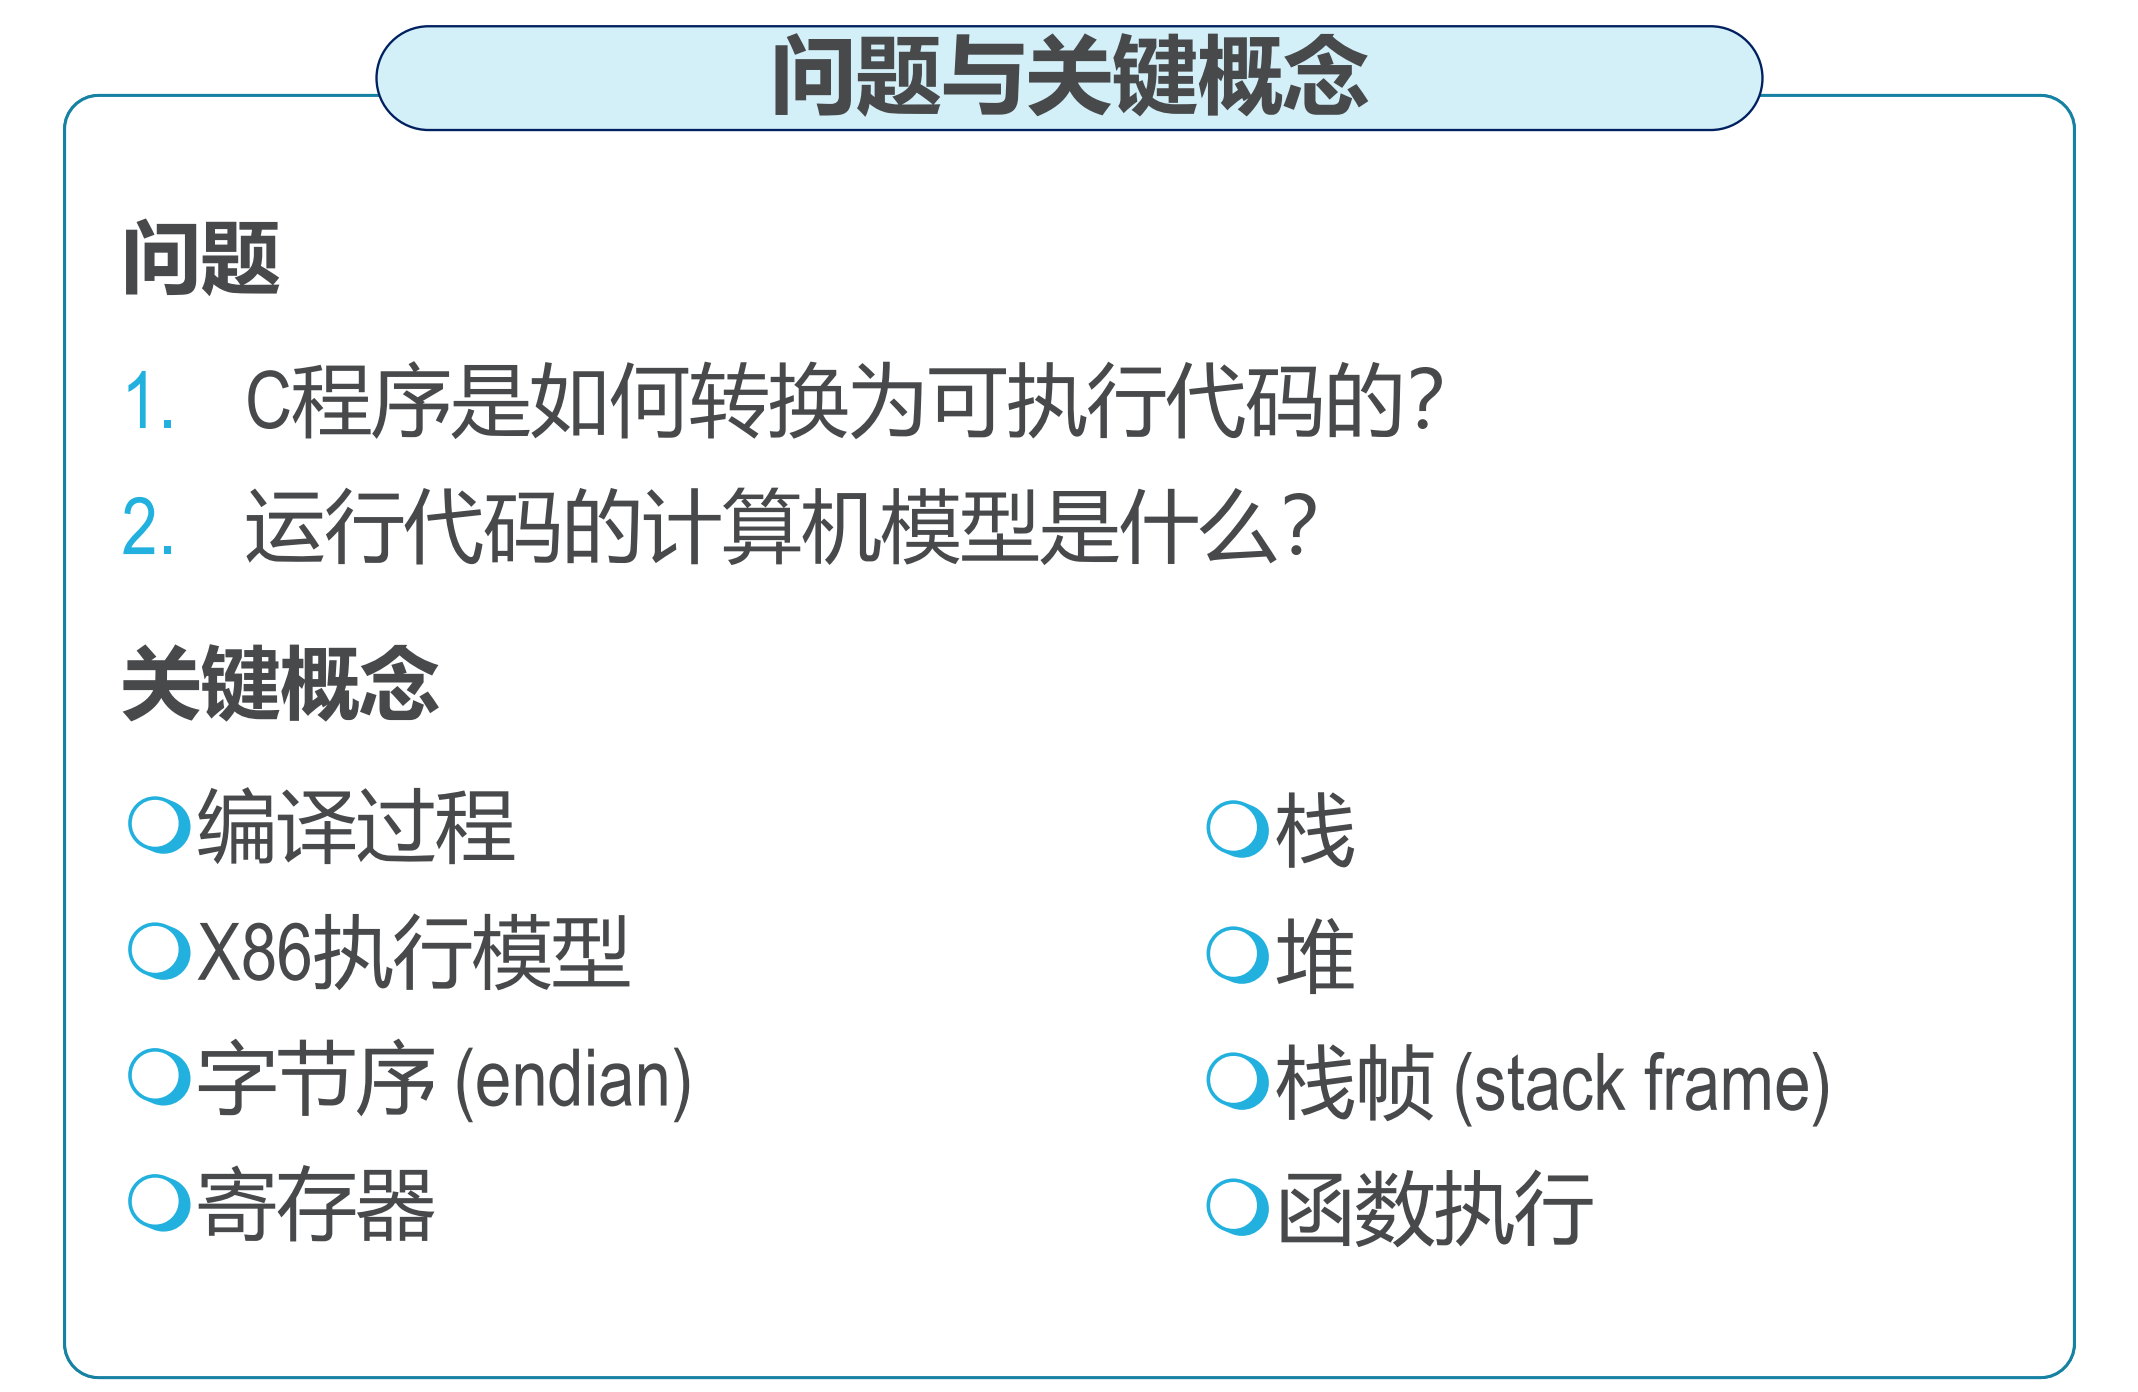 问题与关键概念
问题
1. C程序是如何转换为可执行代码的?
2. 运行代码的计算机模型是什么?
关键概念
编译过程
X86执行模型
字节序 (endian)
寄存器
栈
堆
栈帧 (stack frame)
函数执行